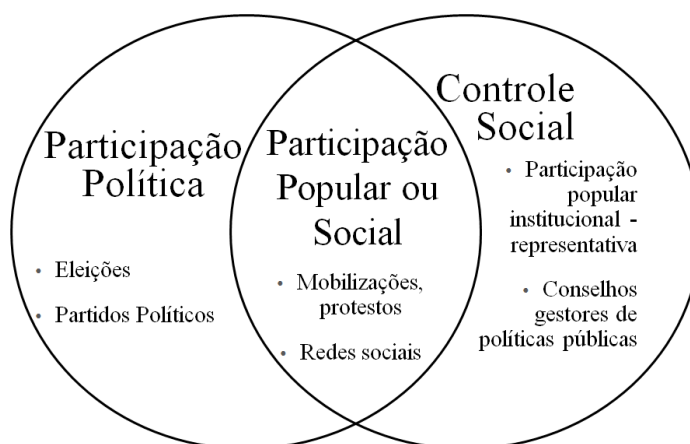 Participação
Política
• Eleições
• Partidos Políticos
Participação
Popular ou
Social
• Mobilizações,
protestos
• Redes sociais
Controle
Social
• Participação
popular
institucional -
representativa
• Conselhos
gestores de
políticas públicas